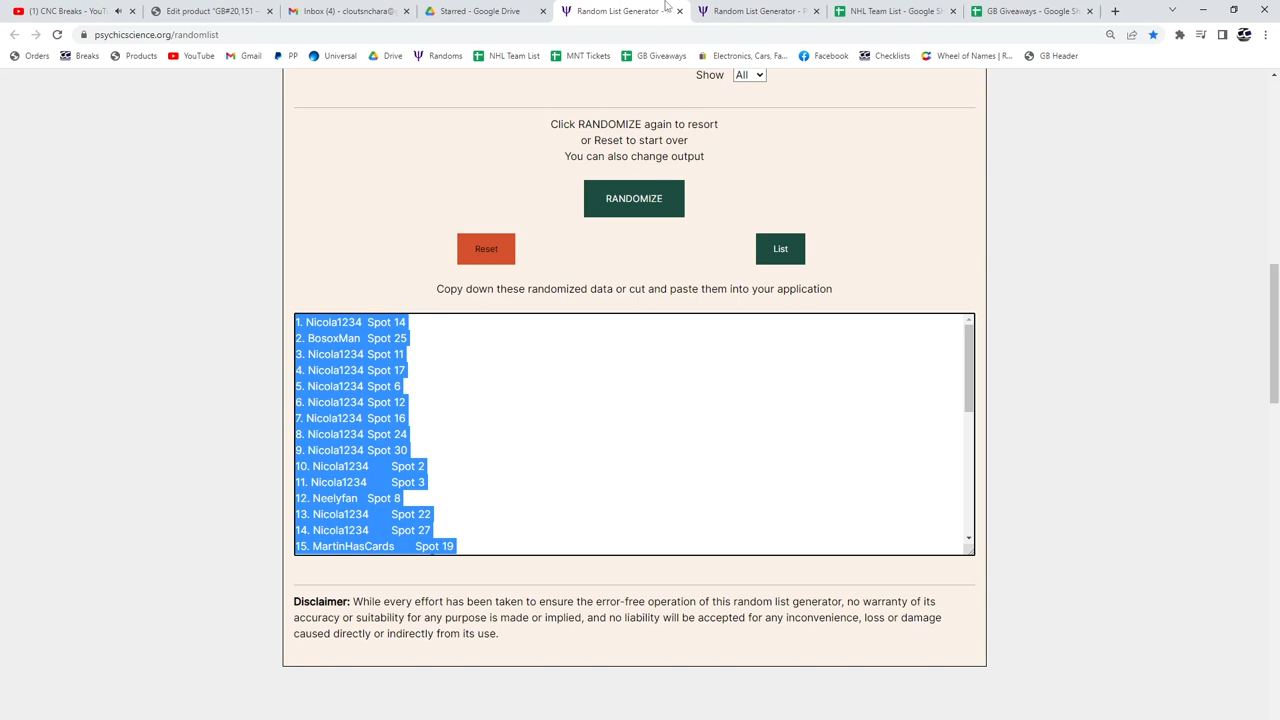 (1) CNC Breaks - YouT
Edit product "GB#20,151 –
Inbox (4) - cloutsnchara@
Starred - Google Drive
Random List Generator -
Random List Generator - P
NHL Team List - Google Sh
GB Giveaways - Google Sh
psychicscience.org/randomlist
Orders
Breaks
Products
YouTube
Gmail
PP
Universal
Drive
Randoms
NHL Team List
MNT Tickets
GB Giveaways
Electronics, Cars, Fa...
Facebook
Checklists
Wheel of Names | R...
GB Header
Show All
Click RANDOMIZE again to resort
or Reset to start over
You can also change output
RANDOMIZE
Reset
List
Copy down these randomized data or cut and paste them into your application
1. Nicola1234 Spot 14
2. BosoxMan Spot 25
3. Nicola1234 Spot 11
4. Nicola1234 Spot 17
5. Nicola1234 Spot 6
6. Nicola1234 Spot 12
7. Nicola1234 Spot 16
8. Nicola1234 Spot 24
9. Nicola1234 Spot 30
10. Nicola1234 Spot 2
11. Nicola1234 Spot 3
12. Neelyfan Spot 8
13. Nicola1234 Spot 22
14. Nicola1234 Spot 27
15. MartinHasCards Spot 19
Disclaimer: While every effort has been taken to ensure the error-free operation of this random list generator, no warranty of its
accuracy or suitability for any purpose is made or implied, and no liability will be accepted for any inconvenience, loss or damage
caused directly or indirectly from its use.